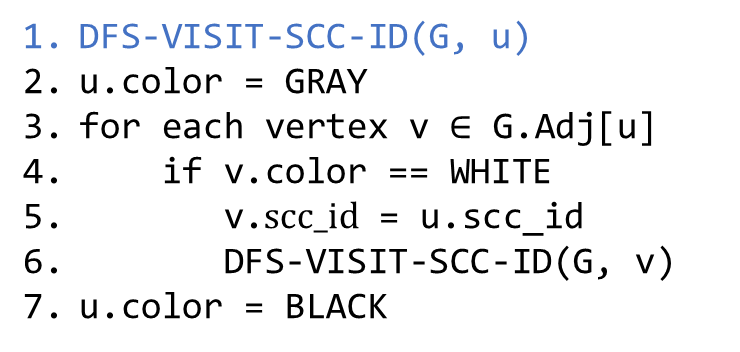 1. DFS-VISIT-SCC-ID(G, u)
2. u.color = GRAY
3. for each vertex v ∈ G.Adj[u]
4.     if v.color == WHITE
5.        v.scc_id = u.scc_id
6.        DFS-VISIT-SCC-ID(G, v)
7. u.color = BLACK